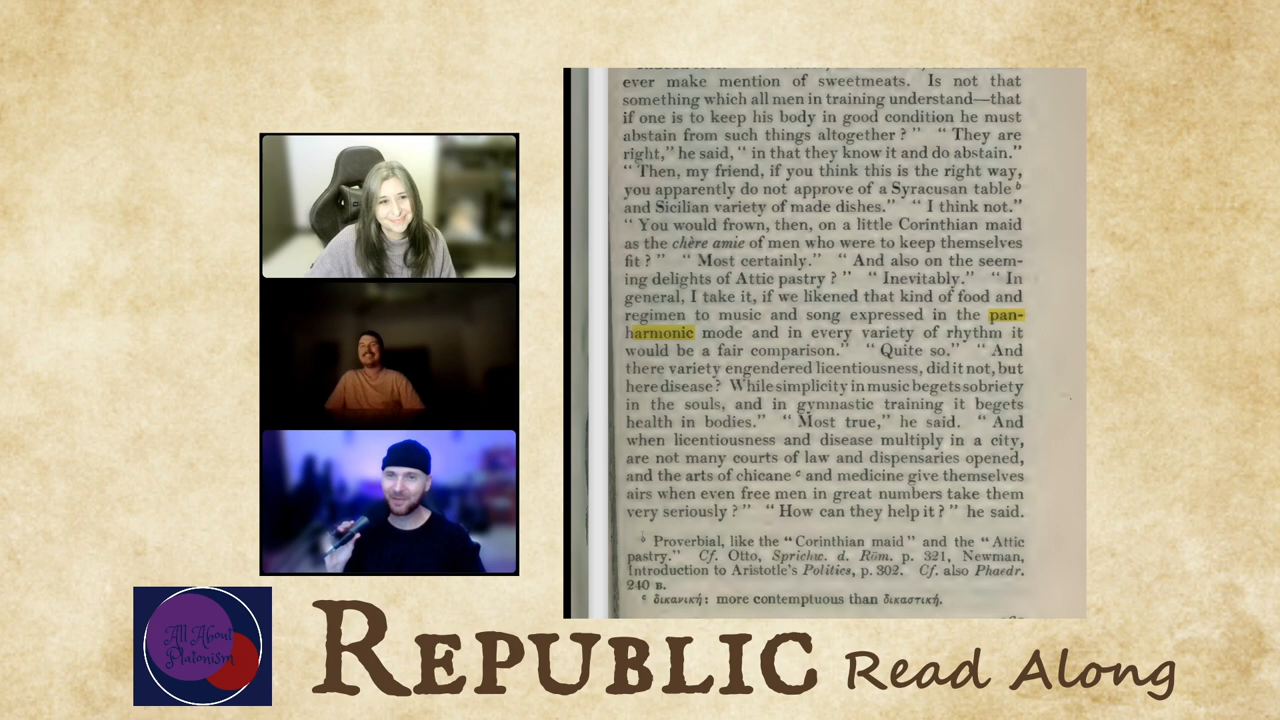 ever make mention of sweetmeats. Is not that
something which all men in training understand—that
if one is to keep his body in good condition he must
abstain from such things altogether ? ” “ They are
right,” he said, “ in that they know it and do abstain.”
“ Then, my friend, if you think this is the right way,
you apparently do not approve of a Syracusan table b
and Sicilian variety of made dishes.” “ I think not.”
“ You would frown, then, on a little Corinthian maid
as the chère amie of men who were to keep themselves
fit ? ” “ Most certainly.” “ And also on the seem-
ing delights of Attic pastry ? ” “ Inevitably.” “ In
general, I take it, if we likened that kind of food and
regimen to music and song expressed in the pan-
harmonic mode and in every variety of rhythm it
would be a fair comparison.” “ Quite so.” “ And
there variety engendered licentiousness, did it not, but
here disease ? While simplicity in music begets sobriety
in the souls, and in gymnastic training it begets
health in bodies.” “ Most true,” he said. “ And
when licentiousness and disease multiply in a city,
are not many courts of law and dispensaries opened,
and the arts of chicane c and medicine give themselves
airs when even free men in great numbers take them
very seriously ? ” “ How can they help it ? ” he said.
b Proverbial, like the “ Corinthian maid ” and the “ Attic
pastry.” Cf. Otto, Sprichw. d. Röm. p. 321, Newman,
Introduction to Aristotle's Politics, p. 302. Cf. also Phaedr.
240 B.
c δικανική : more contemptuous than δικαστική.
All About
Platonism
REPUBLIC Read Along